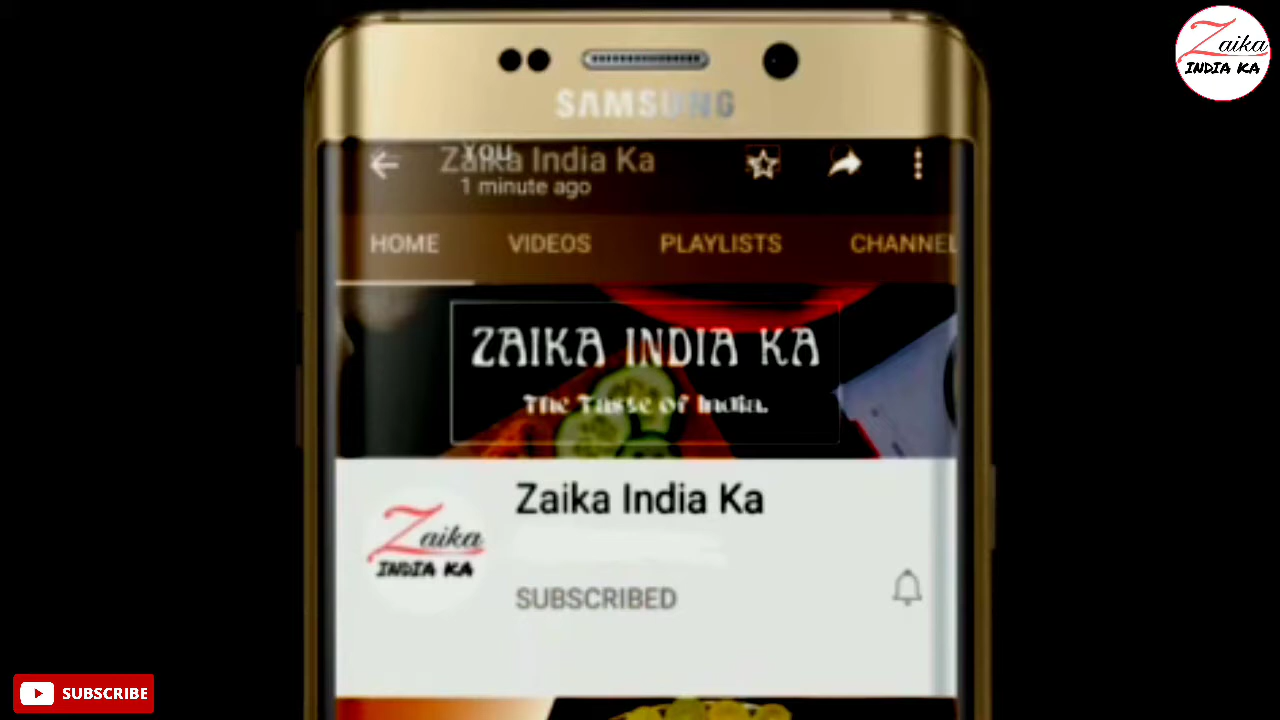 Zaika
INDIA KA
SAMSUNG
YOU
Zaika India Ka
1 minute ago
HOME VIDEOS PLAYLISTS CHANNEL
ZAIKA INDIA KA
The Taste of India.
Zaika India Ka
Zaika
INDIA KA
SUBSCRIBED
SUBSCRIBE